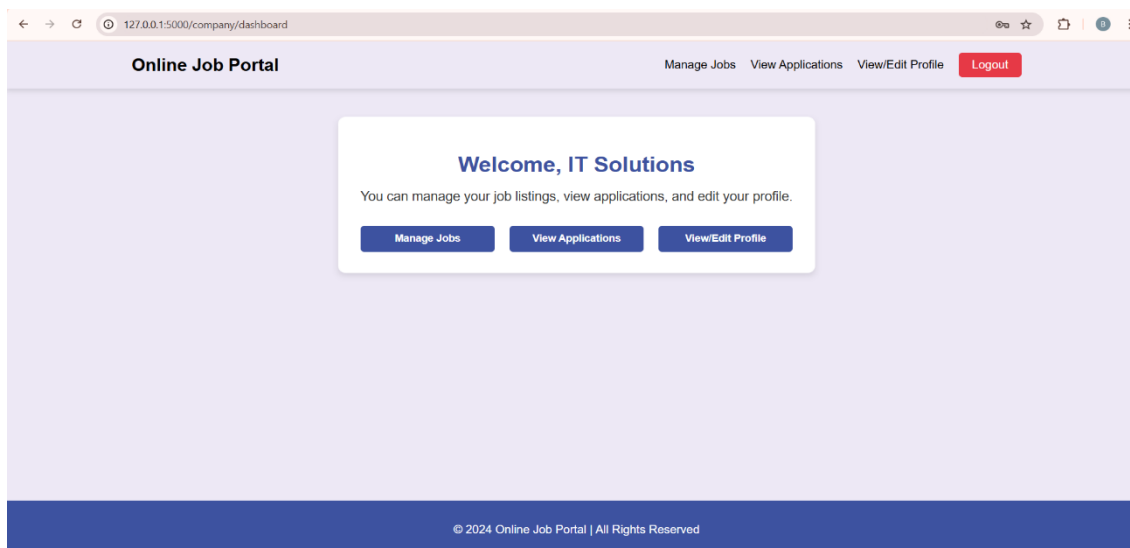 127.0.0.1:5000/company/dashboard
B
Online Job Portal
Manage Jobs View Applications View/Edit Profile Logout
Welcome, IT Solutions
You can manage your job listings, view applications, and edit your profile.
Manage Jobs View Applications View/Edit Profile
© 2024 Online Job Portal | All Rights Reserved